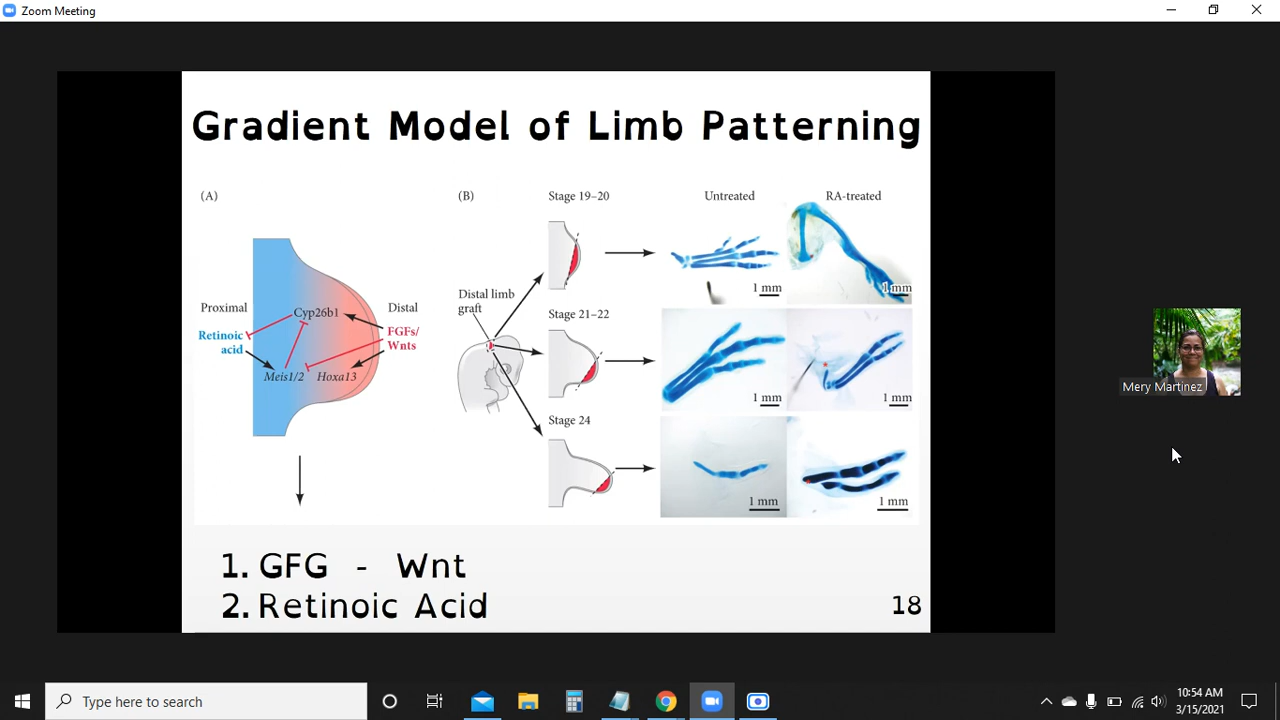 Zoom Meeting
Gradient Model of Limb Patterning
(A)
Proximal
Distal
Cyp26b1
Retinoic
acid
FGFs/
Wnts
Meis1/2
Hoxa13
(B)
Stage 19–20
Untreated
RA-treated
1 mm
1 mm
Distal limb
graft
Stage 21–22
1 mm
1 mm
Stage 24
1 mm
1 mm
1. GFG - Wnt
2. Retinoic Acid
18
Mery Martinez
Type here to search
10:54 AM
3/15/2021